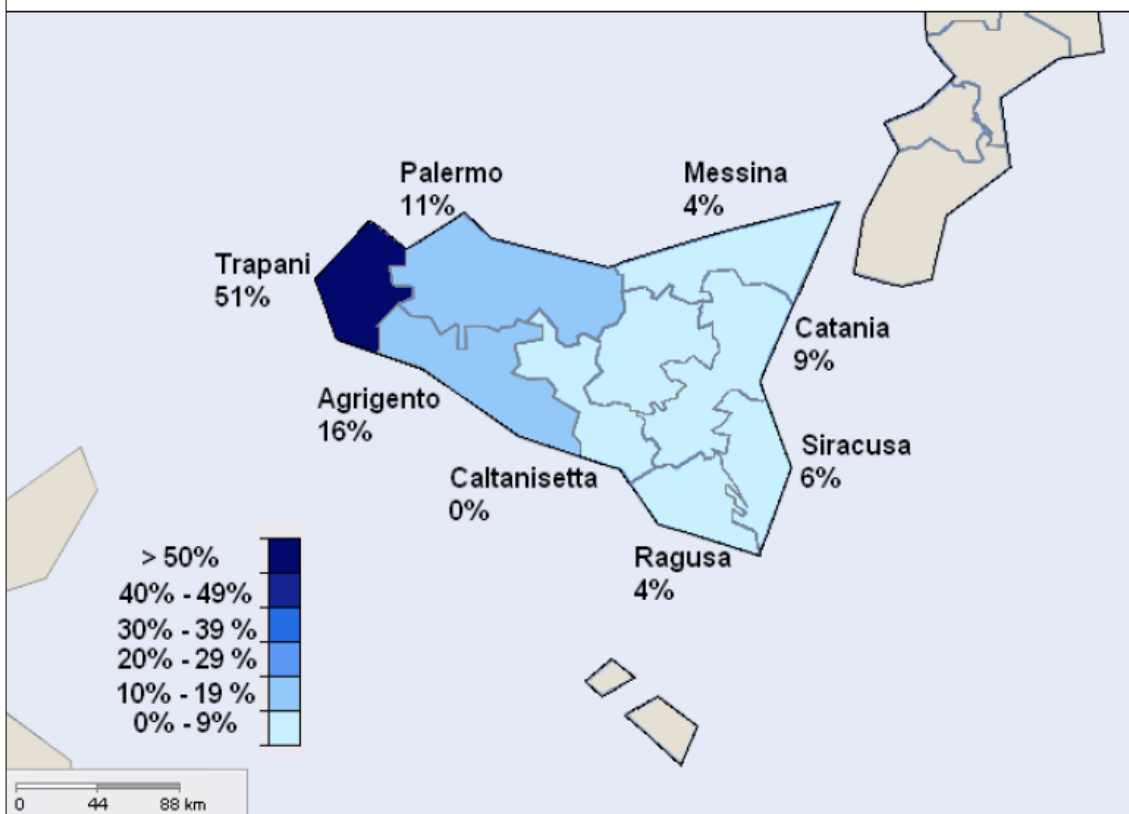 Palermo
11%
Messina
4%
Trapani
51%
Catania
9%
Agrigento
16%
Siracusa
6%
Caltanisetta
0%
Ragusa
4%
> 50%
40% - 49%
30% - 39 %
20% - 29 %
10% - 19 %
0% - 9%
0 44 88 km